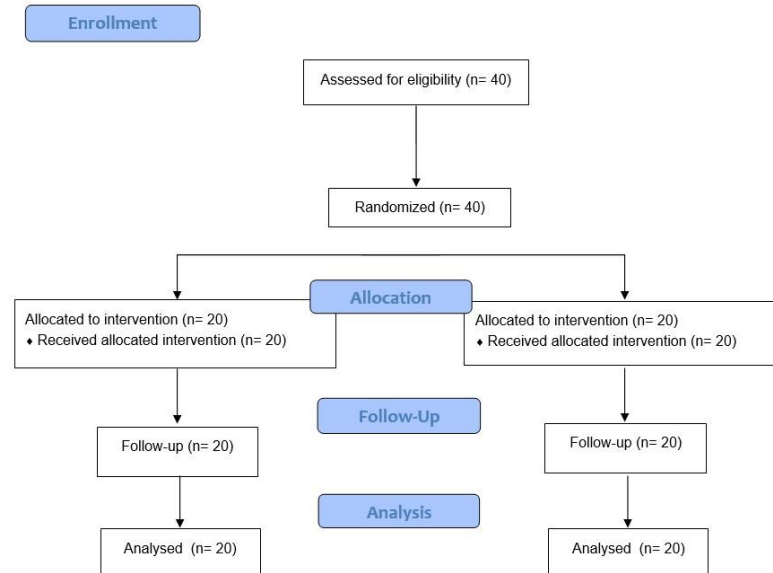 Enrollment
Assessed for eligibility (n= 40)
Randomized (n= 40)
Allocation
Allocated to intervention (n= 20)
♦ Received allocated intervention (n= 20)
Allocated to intervention (n= 20)
♦ Received allocated intervention (n= 20)
Follow-Up
Follow-up (n= 20)
Follow-up (n= 20)
Analysis
Analysed (n= 20)
Analysed (n= 20)